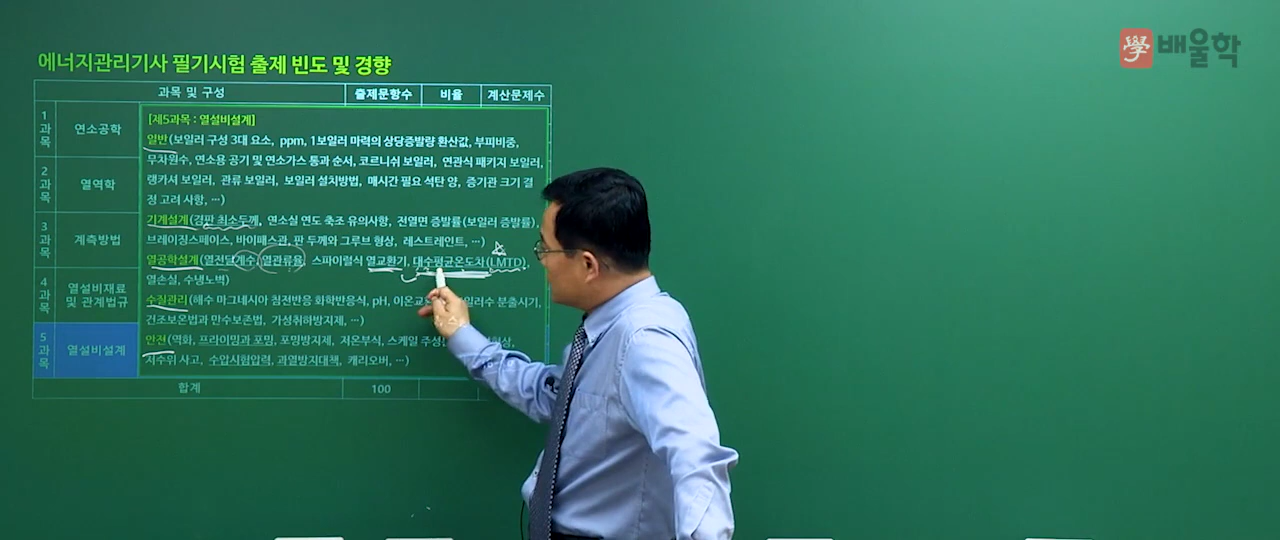 學 배울학
에너지관리기사 필기시험 출제 빈도 및 경향
과목 및 구성 출제문항수 비율 계산문제수
1과목 연소공학
2과목 열역학
3과목 계측방법
4과목 열설비재료 및 관계법규
5과목 열설비설계
[제5과목 : 열설비설계]
일반(보일러 구성 3대 요소, ppm, 1보일러 마력의 상당증발량 환산값, 부피비중,
무차원수, 연소용 공기 및 연소가스 통과 순서, 코르니쉬 보일러, 연관식 패키지 보일러,
랭카셔 보일러, 관류 보일러, 보일러 설치방법, 매시간 필요 석탄 양, 증기관 크기 결
정 고려 사항, …)
기계설계(경판 최소두께, 연소실 연도 축조 유의사항, 전열면 증발률(보일러 증발률),
브레이징스페이스, 바이패스관, 판 두께와 그루브 형상, 레스트레인트, …)
열공학설계(열전달계수, 열관류율, 스파이럴식 열교환기, 대수평균온도차(LMTD),
열손실, 수냉노벽)
수질관리(해수 마그네시아 침전반응 화학반응식, pH, 이온교 일러수 분출시기,
건조보온법과 만수보존법, 가성취하방지제, …)
안전(역화, 프라이밍과 포밍, 포밍방지제, 저온부식, 스케일 주성
저수위 사고, 수압시험압력, 과열방지대책, 캐리오버, …)
합계 100